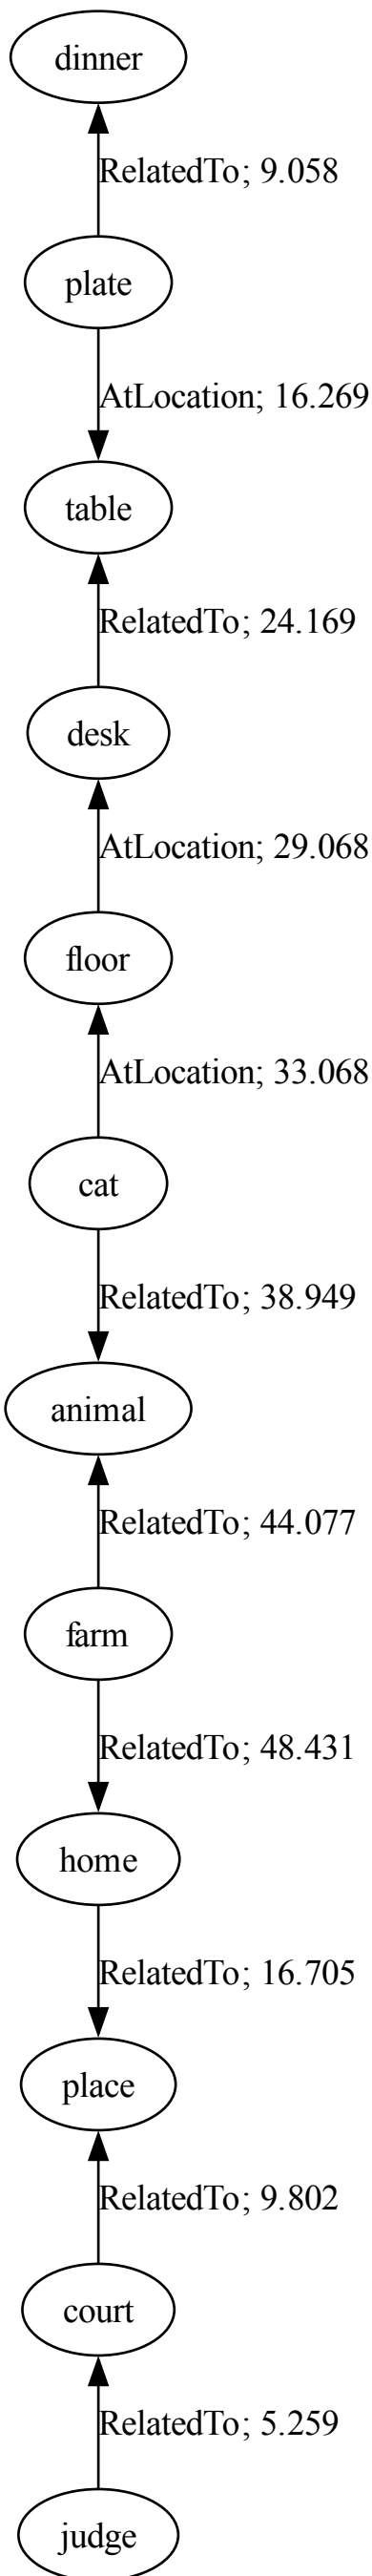 dinner
RelatedTo; 9.058
plate
AtLocation; 16.269
table
RelatedTo; 24.169
desk
AtLocation; 29.068
floor
AtLocation; 33.068
cat
RelatedTo; 38.949
animal
RelatedTo; 44.077
farm
RelatedTo; 48.431
home
RelatedTo; 16.705
place
RelatedTo; 9.802
court
RelatedTo; 5.259
judge